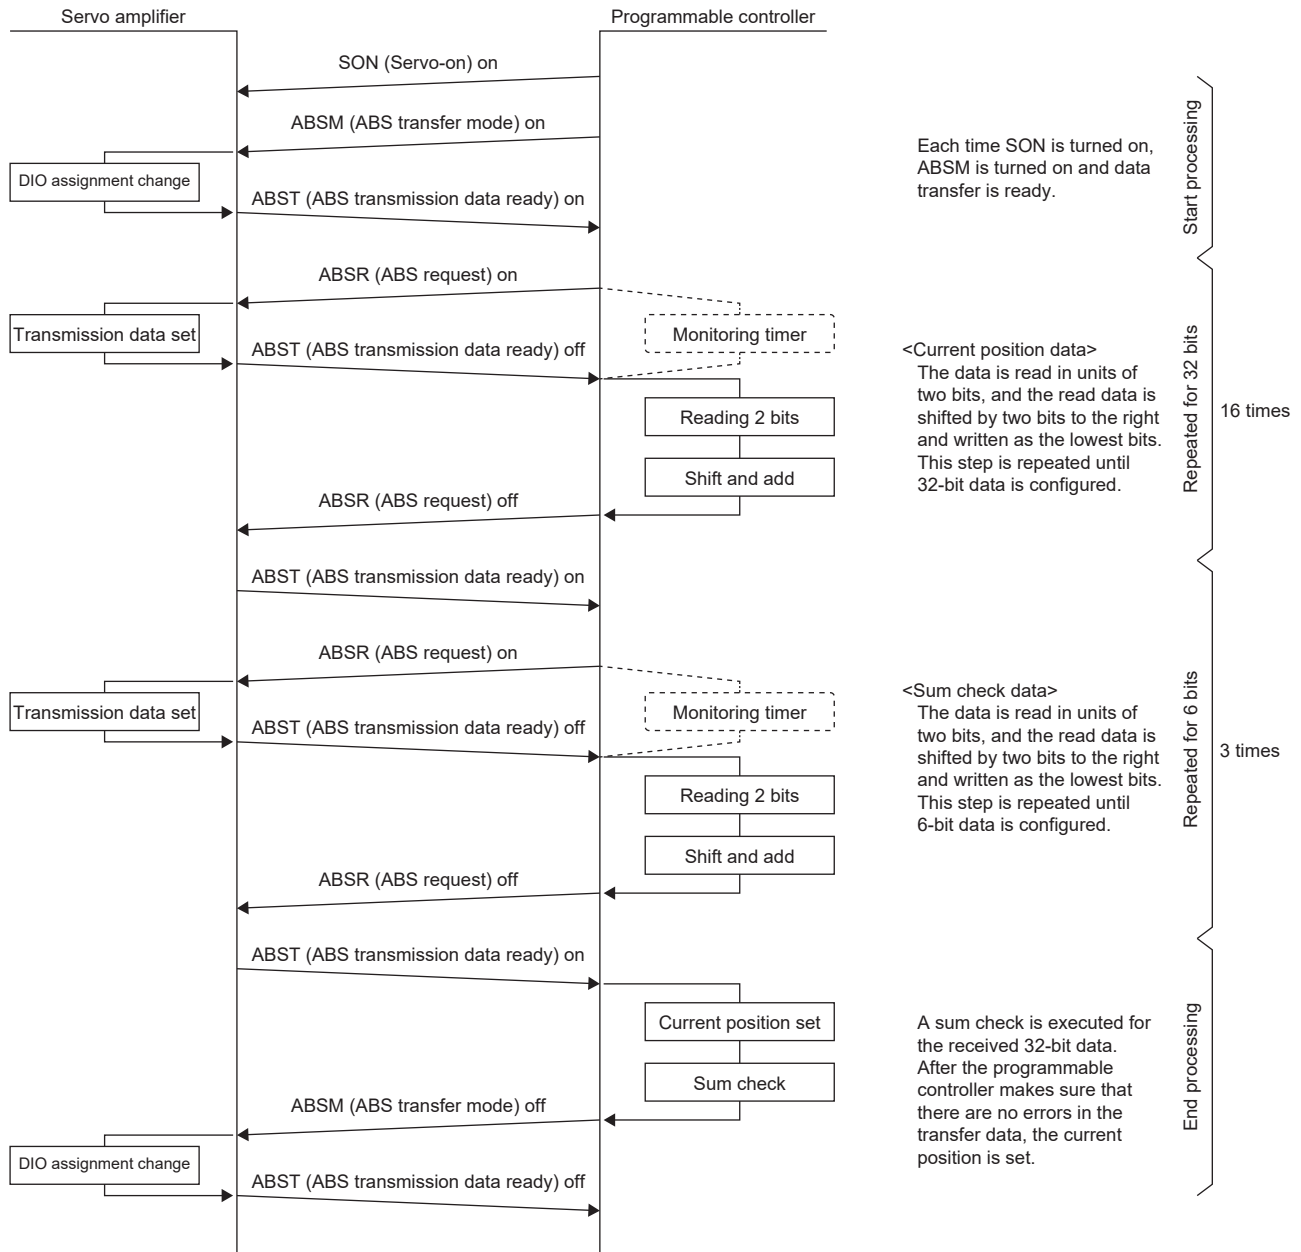 Servo amplifier
Programmable controller
SON (Servo-on) on
ABSM (ABS transfer mode) on
DIO assignment change
ABST (ABS transmission data ready) on
Each time SON is turned on,
ABSM is turned on and data
transfer is ready.
Start processing
ABSR (ABS request) on
Transmission data set
Monitoring timer
ABST (ABS transmission data ready) off
Reading 2 bits
Shift and add
ABSR (ABS request) off
<Current position data>
The data is read in units of
two bits, and the read data is
shifted by two bits to the right
and written as the lowest bits.
This step is repeated until
32-bit data is configured.
Repeated for 32 bits
16 times
ABST (ABS transmission data ready) on
ABSR (ABS request) on
Transmission data set
Monitoring timer
ABST (ABS transmission data ready) off
Reading 2 bits
Shift and add
ABSR (ABS request) off
<Sum check data>
The data is read in units of
two bits, and the read data is
shifted by two bits to the right
and written as the lowest bits.
This step is repeated until
6-bit data is configured.
Repeated for 6 bits
3 times
ABST (ABS transmission data ready) on
Current position set
Sum check
ABSM (ABS transfer mode) off
DIO assignment change
ABST (ABS transmission data ready) off
A sum check is executed for
the received 32-bit data.
After the programmable
controller makes sure that
there are no errors in the
transfer data, the current
position is set.
End processing